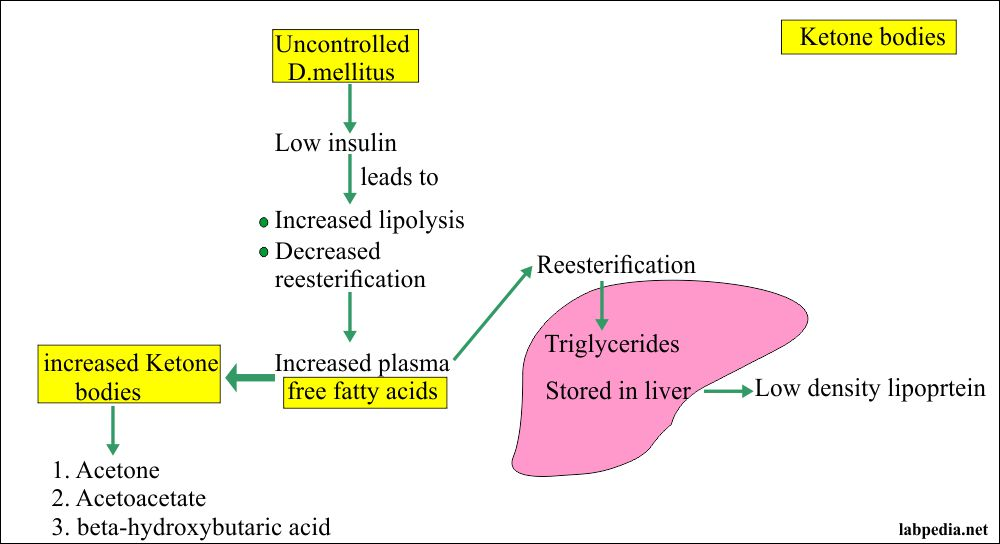 Ketone bodies
Uncontrolled
D.mellitus
Low insulin
leads to
Increased lipolysis
Decreased
reesterification
Increased plasma
free fatty acids
increased Ketone
bodies
1. Acetone
2. Acetoacetate
3. beta-hydroxybutaric acid
Reesterification
Triglycerides
Stored in liver
Low density lipoprtein
labpedia.net